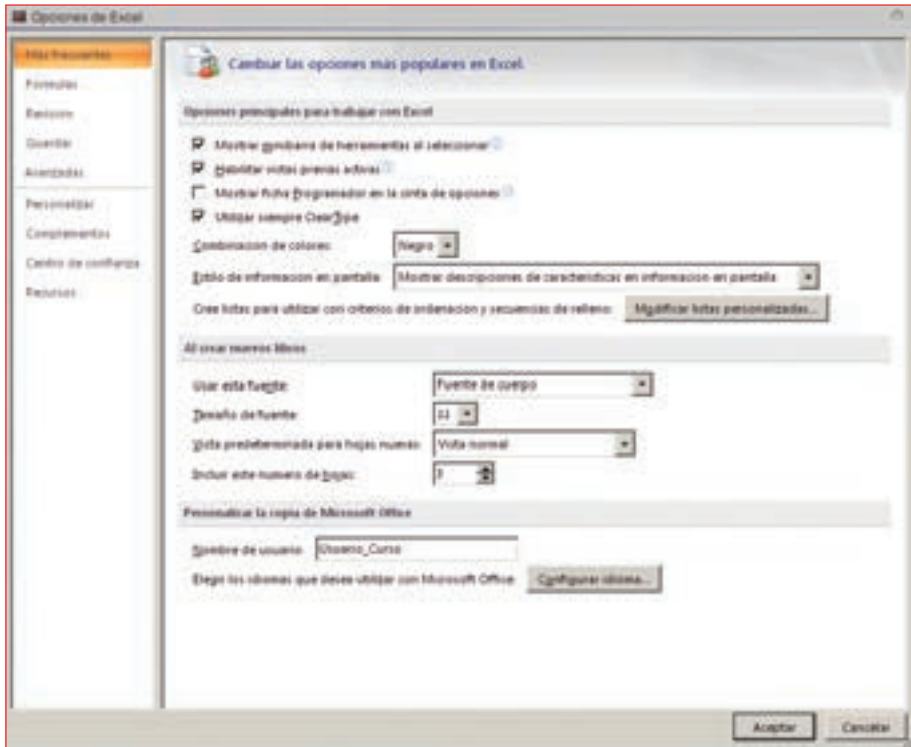 Opciones de Excel
Más frecuentes
Fórmulas
Revisión
Guardar
Avanzadas
Personalizar
Complementos
Centro de confianza
Recursos
Cambiar las opciones más populares en Excel.
Opciones principales para trabajar con Excel
Mostrar minibarra de herramientas al seleccionar
Habilitar vistas previas activas
Mostrar ficha Programador en la cinta de opciones
Utilizar siempre ClearType
Combinación de colores: Negro
Estilo de información en pantalla: Mostrar descripciones de características en información en pantalla
Cree listas para utilizar con criterios de ordenación y secuencias de relleno: Modificar listas personalizadas...
Al crear nuevos libros
Usar esta fuente: Fuente de cuerpo
Tamaño de fuente: 11
Vista predeterminada para hojas nuevas: Vista normal
Incluir este número de hojas: 3
Personalizar la copia de Microsoft Office
Nombre de usuario: Usuario_Curso
Elegir los idiomas que desea utilizar con Microsoft Office: Configurar idioma...
Aceptar
Cancelar